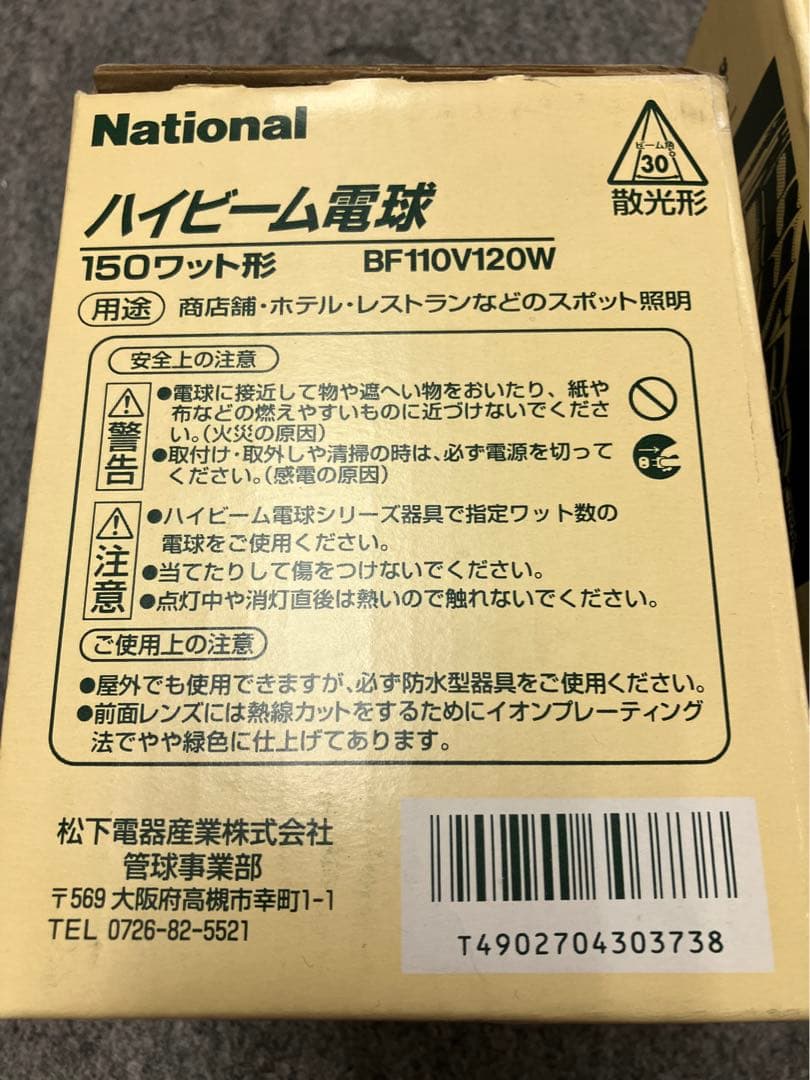 National
ビーム角
30°
散光形
ハイビーム電球
150ワット形 BF110V120W
用途 商店舗・ホテル・レストランなどのスポット照明
安全上の注意
警告
●電球に接近して物や遮へい物をおいたり、紙や
布などの燃えやすいものに近づけないでくださ
い。(火災の原因)
●取付け・取外しや清掃の時は、必ず電源を切って
ください。(感電の原因)
注意
●ハイビーム電球シリーズ器具で指定ワット数の
電球をご使用ください。
●当てたりして傷をつけないでください。
●点灯中や消灯直後は熱いので触れないでください。
ご使用上の注意
●屋外でも使用できますが、必ず防水型器具をご使用ください。
●前面レンズには熱線カットをするためにイオンプレーティング
法でやや緑色に仕上げてあります。
松下電器産業株式会社
管球事業部
〒569 大阪府高槻市幸町1-1
TEL 0726-82-5521
T4902704303738